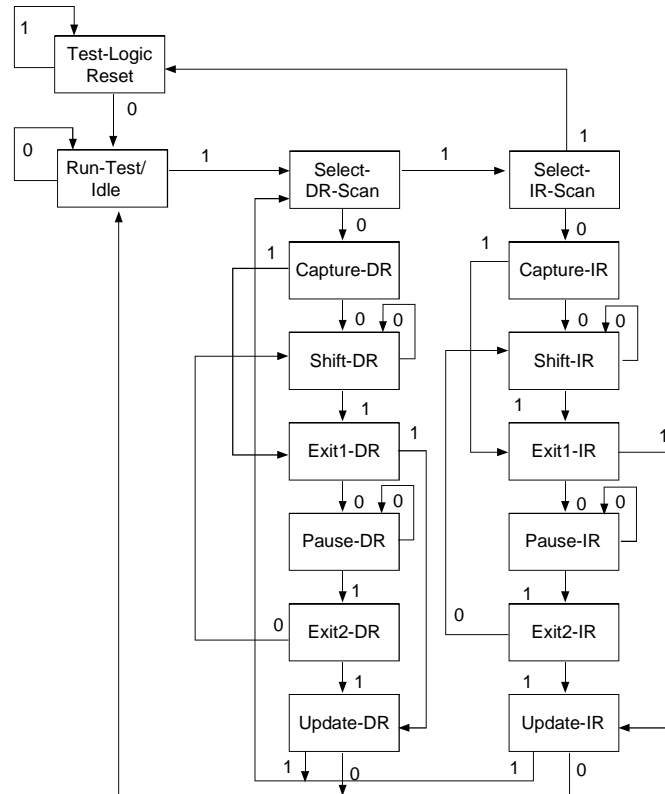 1
Test-Logic
Reset
0
0
Run-Test/
Idle
1
Select-
DR-Scan
1
1
Select-
IR-Scan
0
0
1
Capture-DR
1
Capture-IR
0
0
0
0
Shift-DR
Shift-IR
1
1
1
1
Exit1-DR
Exit1-IR
0
0
0
0
Pause-DR
Pause-IR
1
1
0
Exit2-DR
0
Exit2-IR
1
1
Update-DR
Update-IR
1
0
1
0